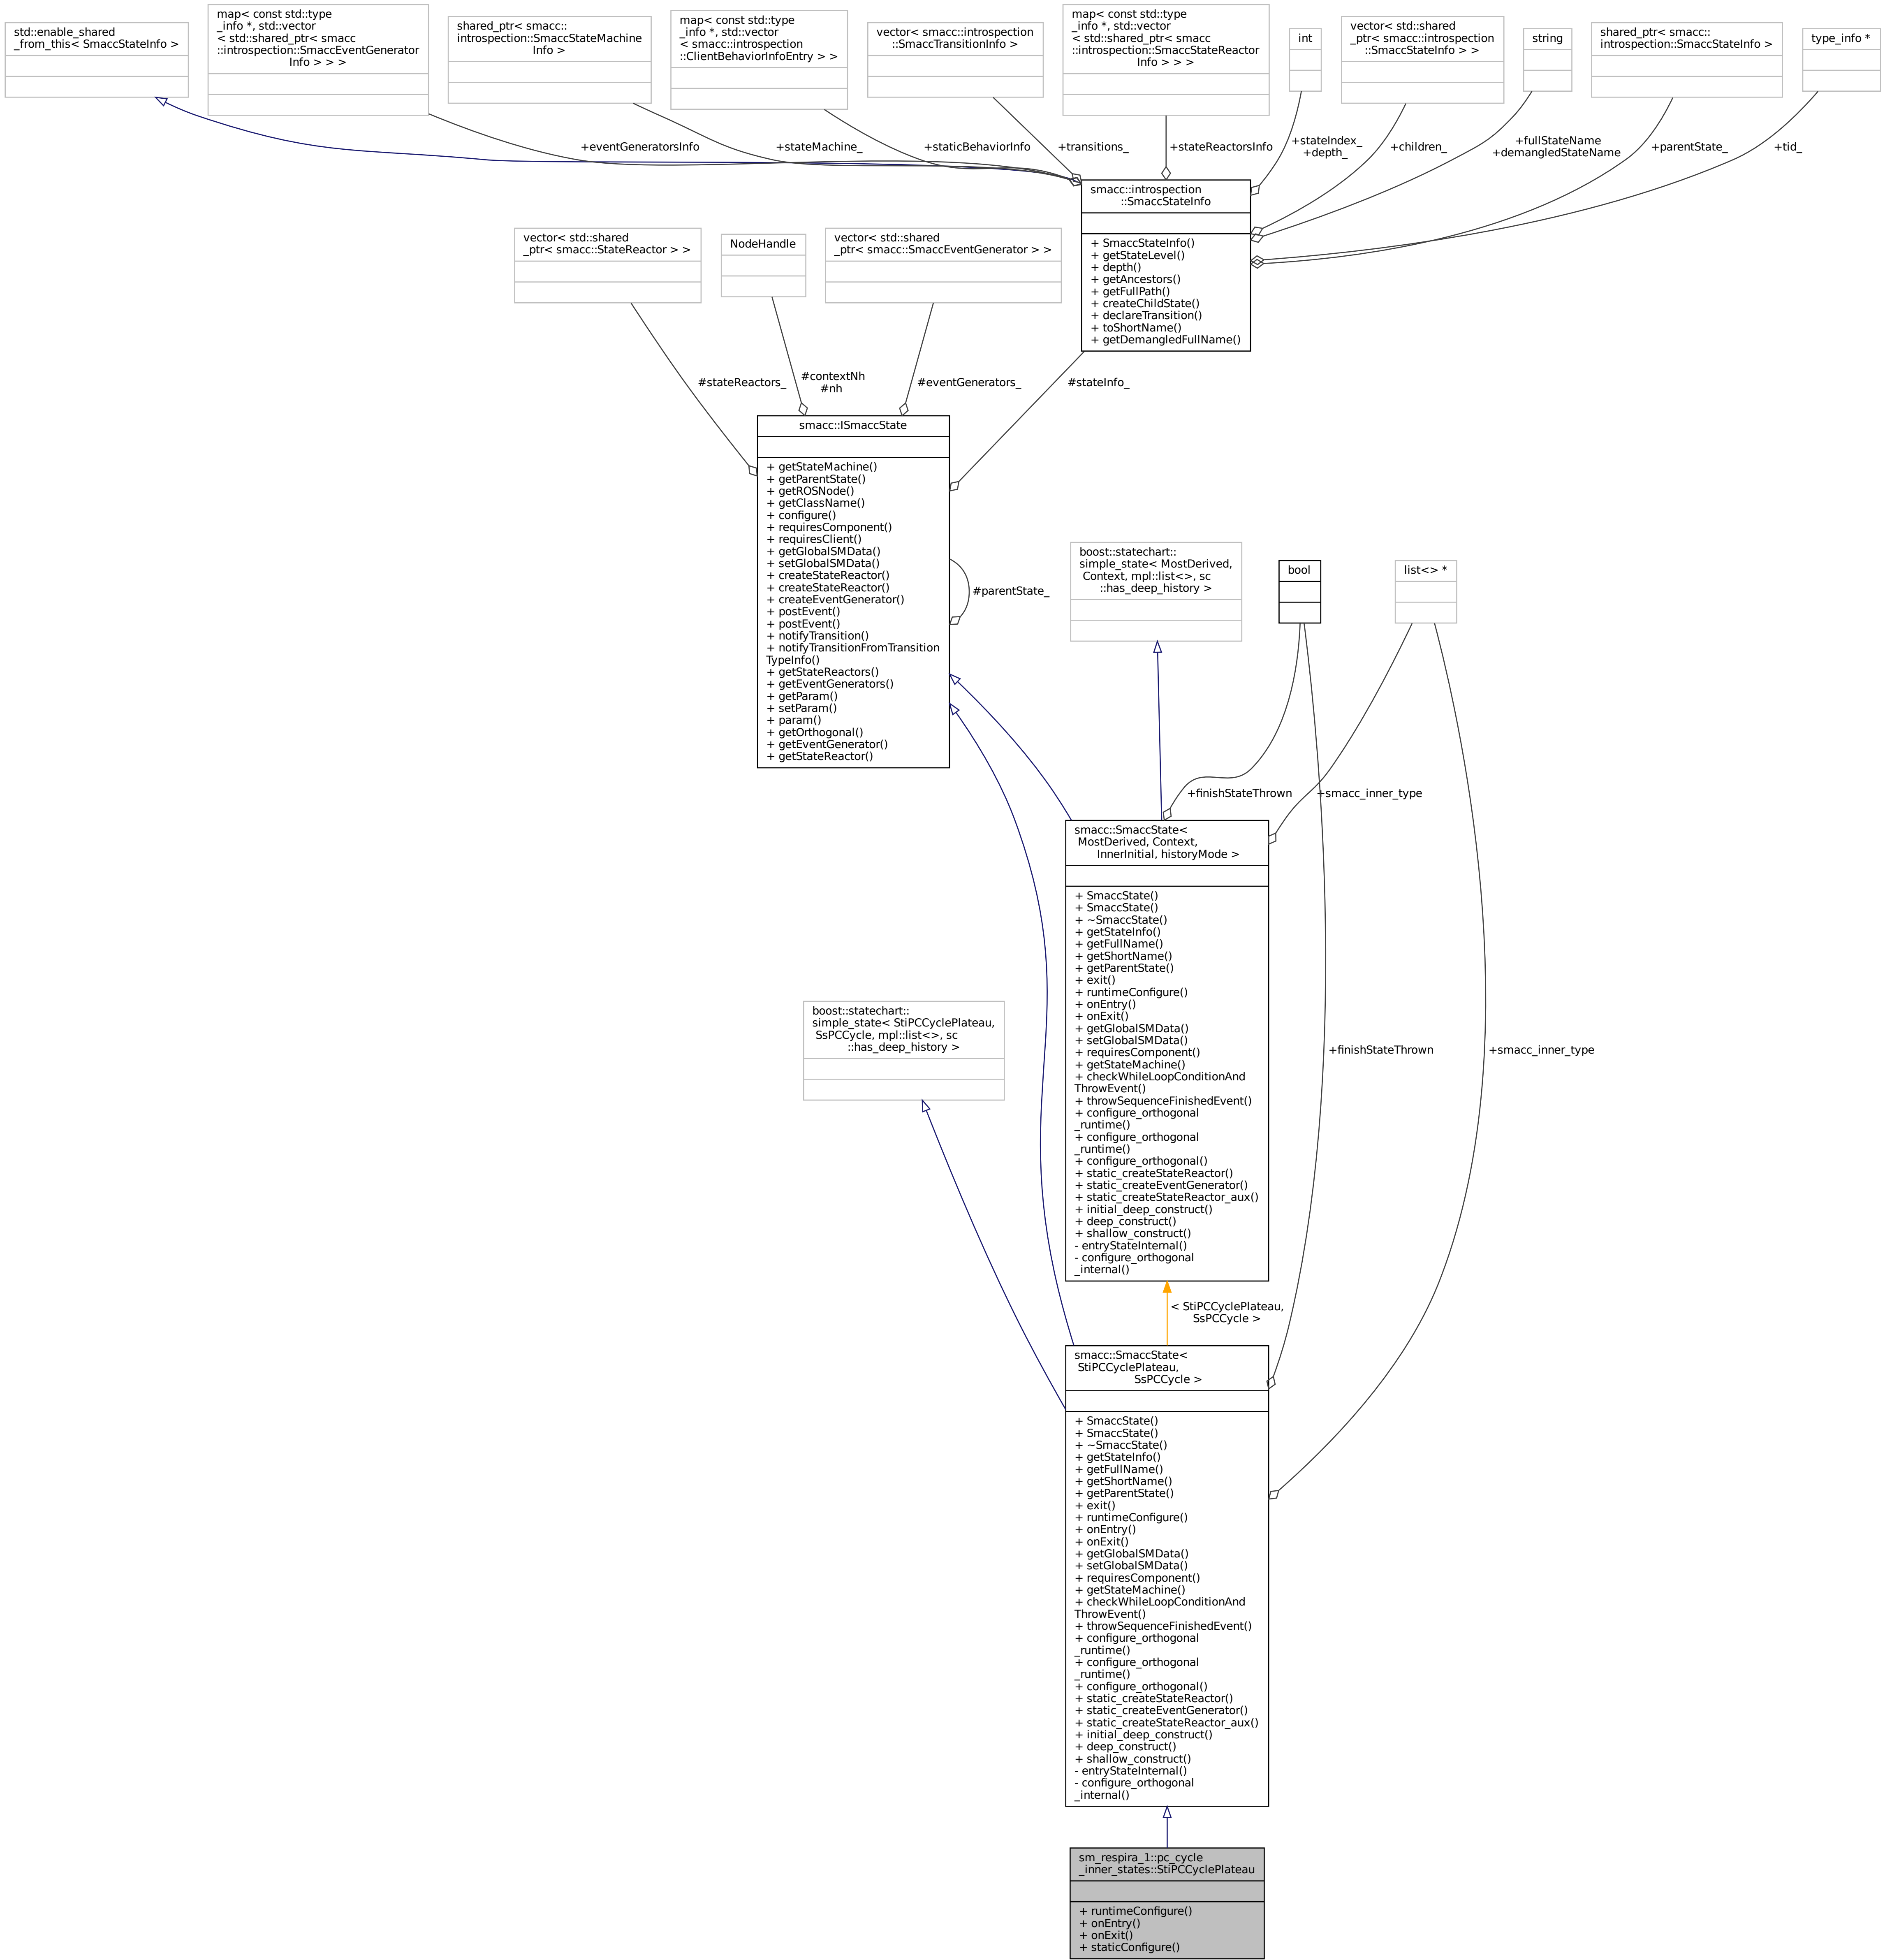 std::enable_shared
_from_this< SmaccStateInfo >
map< const std::type
_info *, std::vector
< std::shared_ptr< smacc
::introspection::SmaccEventGenerator
Info > > >
shared_ptr< smacc::
introspection::SmaccStateMachine
Info >
map< const std::type
_info *, std::vector
< smacc::introspection
::ClientBehaviorInfoEntry > >
vector< smacc::introspection
::SmaccTransitionInfo >
map< const std::type
_info *, std::vector
< std::shared_ptr< smacc
::introspection::SmaccStateReactor
Info > > >
int
vector< std::shared
_ptr< smacc::introspection
::SmaccStateInfo > >
string
shared_ptr< smacc::
introspection::SmaccStateInfo >
type_info *
+eventGeneratorsInfo
+stateMachine_
+staticBehaviorInfo
+transitions_
+stateReactorsInfo
+stateIndex_
+depth_
+children_
+fullStateName
+demangledStateName
+parentState_
+tid_
smacc::introspection
::SmaccStateInfo
+ SmaccStateInfo()
+ getStateLevel()
+ depth()
+ getAncestors()
+ getFullPath()
+ createChildState()
+ declareTransition()
+ toShortName()
+ getDemangledFullName()
vector< std::shared
_ptr< smacc::StateReactor > >
NodeHandle
vector< std::shared
_ptr< smacc::SmaccEventGenerator > >
#stateReactors_
#contextNh
#nh
#eventGenerators_
#stateInfo_
smacc::ISmaccState
+ getStateMachine()
+ getParentState()
+ getROSNode()
+ getClassName()
+ configure()
+ requiresComponent()
+ requiresClient()
+ getGlobalSMData()
+ setGlobalSMData()
+ createStateReactor()
+ createStateReactor()
+ createEventGenerator()
+ postEvent()
+ postEvent()
+ notifyTransition()
+ notifyTransitionFromTransition
TypeInfo()
+ getStateReactors()
+ getEventGenerators()
+ getParam()
+ setParam()
+ param()
+ getOrthogonal()
+ getEventGenerator()
+ getStateReactor()
#parentState_
boost::statechart::
simple_state< MostDerived,
Context, mpl::list<>, sc
::has_deep_history >
bool
list<> *
+finishStateThrown
+smacc_inner_type
smacc::SmaccState<
MostDerived, Context,
InnerInitial, historyMode >
+ SmaccState()
+ SmaccState()
+ ~SmaccState()
+ getStateInfo()
+ getFullName()
+ getShortName()
+ getParentState()
+ exit()
+ runtimeConfigure()
+ onEntry()
+ onExit()
+ getGlobalSMData()
+ setGlobalSMData()
+ requiresComponent()
+ getStateMachine()
+ checkWhileLoopConditionAnd
ThrowEvent()
+ throwSequenceFinishedEvent()
+ configure_orthogonal
_runtime()
+ configure_orthogonal
_runtime()
+ configure_orthogonal()
+ static_createStateReactor()
+ static_createEventGenerator()
+ static_createStateReactor_aux()
+ initial_deep_construct()
+ deep_construct()
+ shallow_construct()
- entryStateInternal()
- configure_orthogonal
_internal()
boost::statechart::
simple_state< StiPCCyclePlateau,
SsPCCycle, mpl::list<>, sc
::has_deep_history >
+finishStateThrown
+smacc_inner_type
< StiPCCyclePlateau,
SsPCCycle >
smacc::SmaccState<
StiPCCyclePlateau,
SsPCCycle >
+ SmaccState()
+ SmaccState()
+ ~SmaccState()
+ getStateInfo()
+ getFullName()
+ getShortName()
+ getParentState()
+ exit()
+ runtimeConfigure()
+ onEntry()
+ onExit()
+ getGlobalSMData()
+ setGlobalSMData()
+ requiresComponent()
+ getStateMachine()
+ checkWhileLoopConditionAnd
ThrowEvent()
+ throwSequenceFinishedEvent()
+ configure_orthogonal
_runtime()
+ configure_orthogonal
_runtime()
+ configure_orthogonal()
+ static_createStateReactor()
+ static_createEventGenerator()
+ static_createStateReactor_aux()
+ initial_deep_construct()
+ deep_construct()
+ shallow_construct()
- entryStateInternal()
- configure_orthogonal
_internal()
sm_respira_1::pc_cycle
_inner_states::StiPCCyclePlateau
+ runtimeConfigure()
+ onEntry()
+ onExit()
+ staticConfigure()